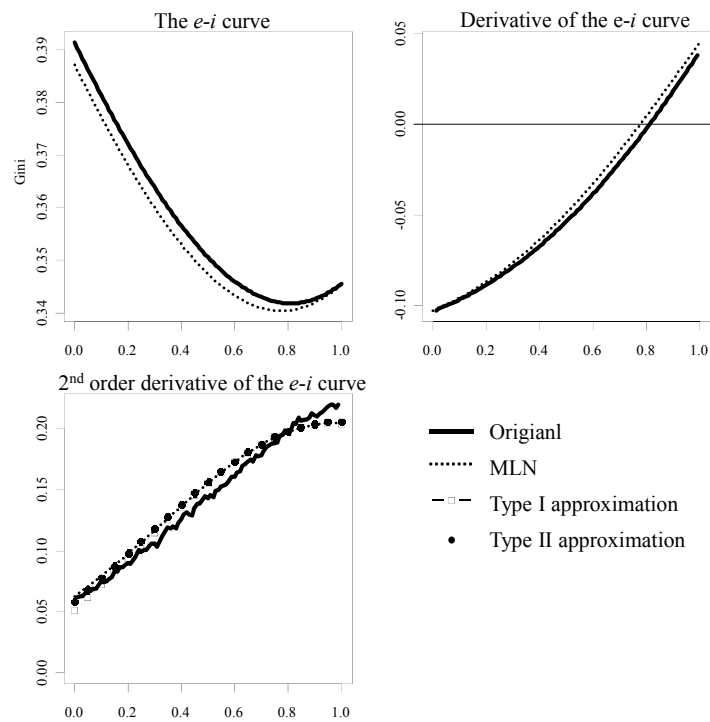 The e-i curve
Gini
0.39
0.38
0.37
0.36
0.35
0.34
0.0 0.2 0.4 0.6 0.8 1.0
Derivative of the e-i curve
0.05
0.00
-0.05
-0.10
0.0 0.2 0.4 0.6 0.8 1.0
2nd order derivative of the e-i curve
0.20
0.15
0.10
0.05
0.00
0.0 0.2 0.4 0.6 0.8 1.0
Origianl
MLN
Type I approximation
Type II approximation